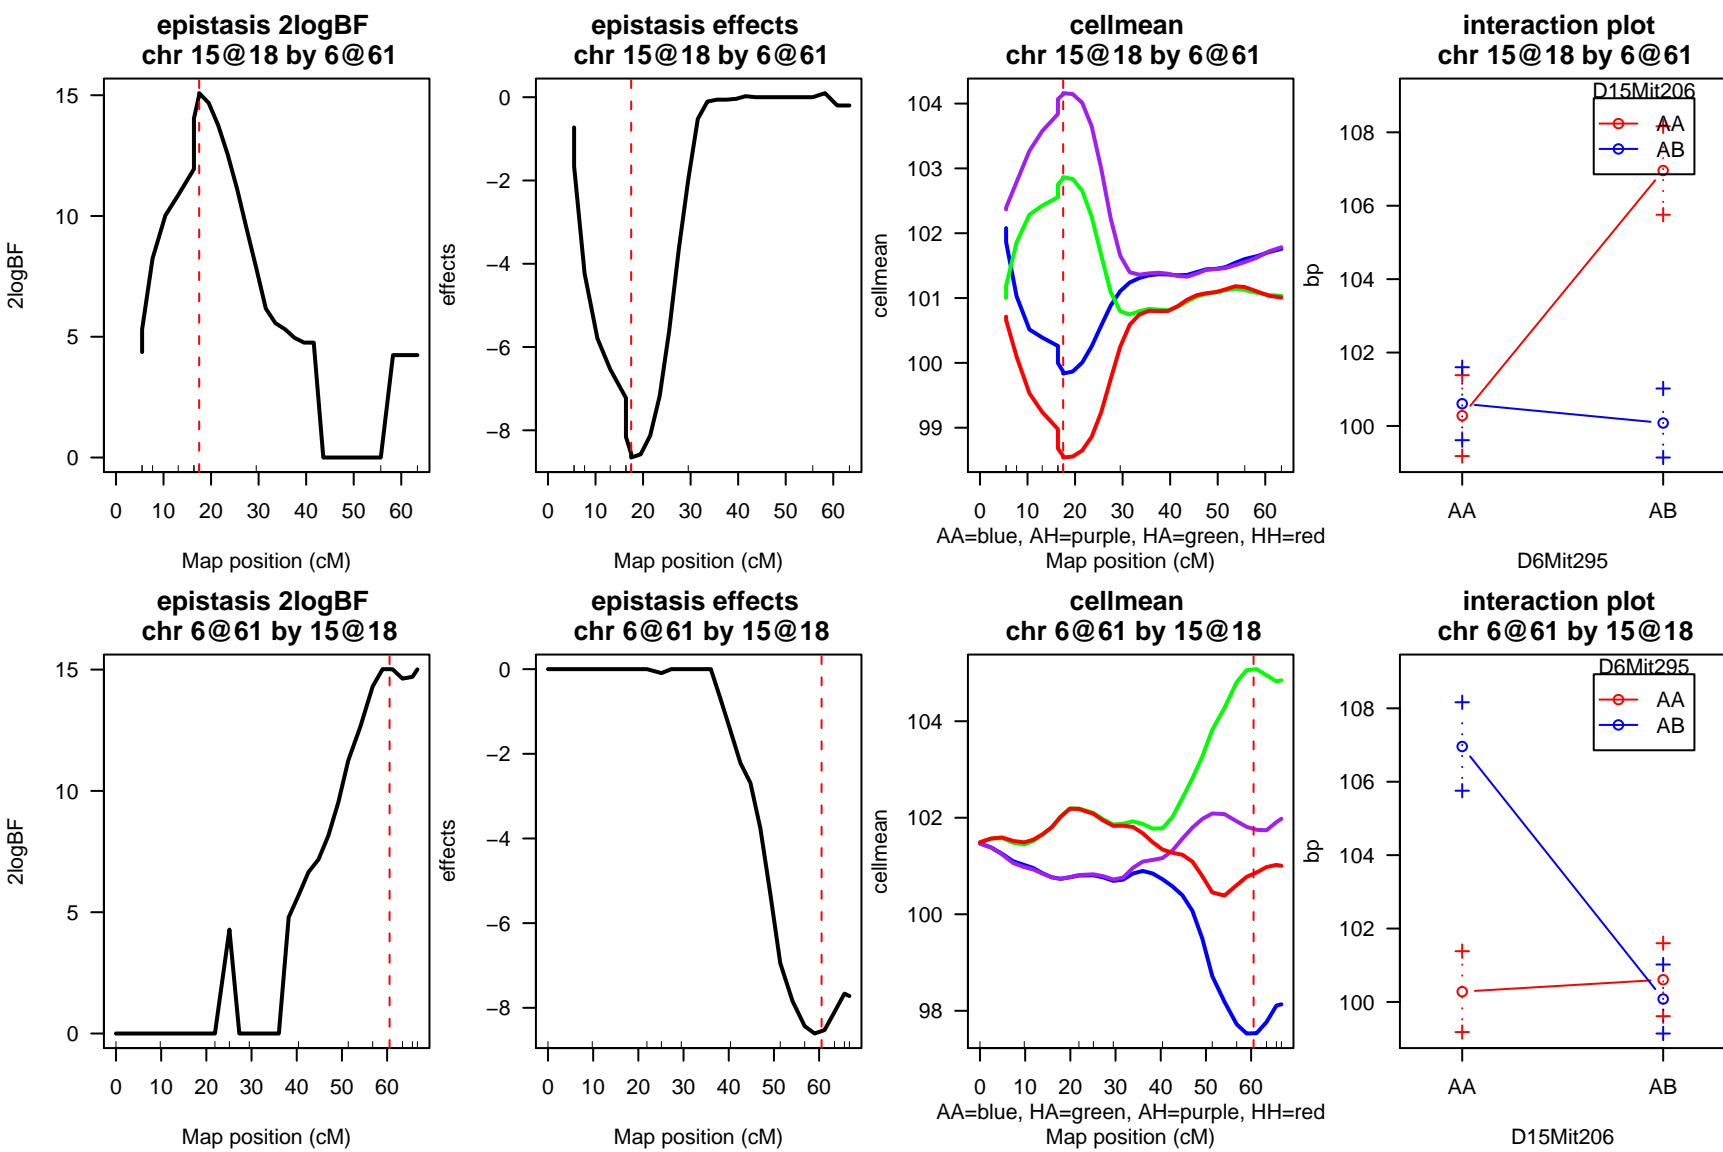 epistasis 2logBF
chr 15@18 by 6@61
2logBF
15
10
5
0
0 10 20 30 40 50 60
Map position (cM)
epistasis effects
chr 15@18 by 6@61
effects
0
−2
−4
−6
−8
0 10 20 30 40 50 60
Map position (cM)
cellmean
chr 15@18 by 6@61
cellmean
104
103
102
101
100
99
0 10 20 30 40 50 60
AA=blue, AH=purple, HA=green, HH=red
Map position (cM)
interaction plot
chr 15@18 by 6@61
bp
108
106
104
102
100
D15Mit206
AA
AB
AA AB
D6Mit295
epistasis 2logBF
chr 6@61 by 15@18
2logBF
15
10
5
0
0 10 20 30 40 50 60
Map position (cM)
epistasis effects
chr 6@61 by 15@18
effects
0
−2
−4
−6
−8
0 10 20 30 40 50 60
Map position (cM)
cellmean
chr 6@61 by 15@18
cellmean
104
102
100
98
0 10 20 30 40 50 60
AA=blue, HA=green, AH=purple, HH=red
Map position (cM)
interaction plot
chr 6@61 by 15@18
bp
108
106
104
102
100
D6Mit295
AA
AB
AA AB
D15Mit206